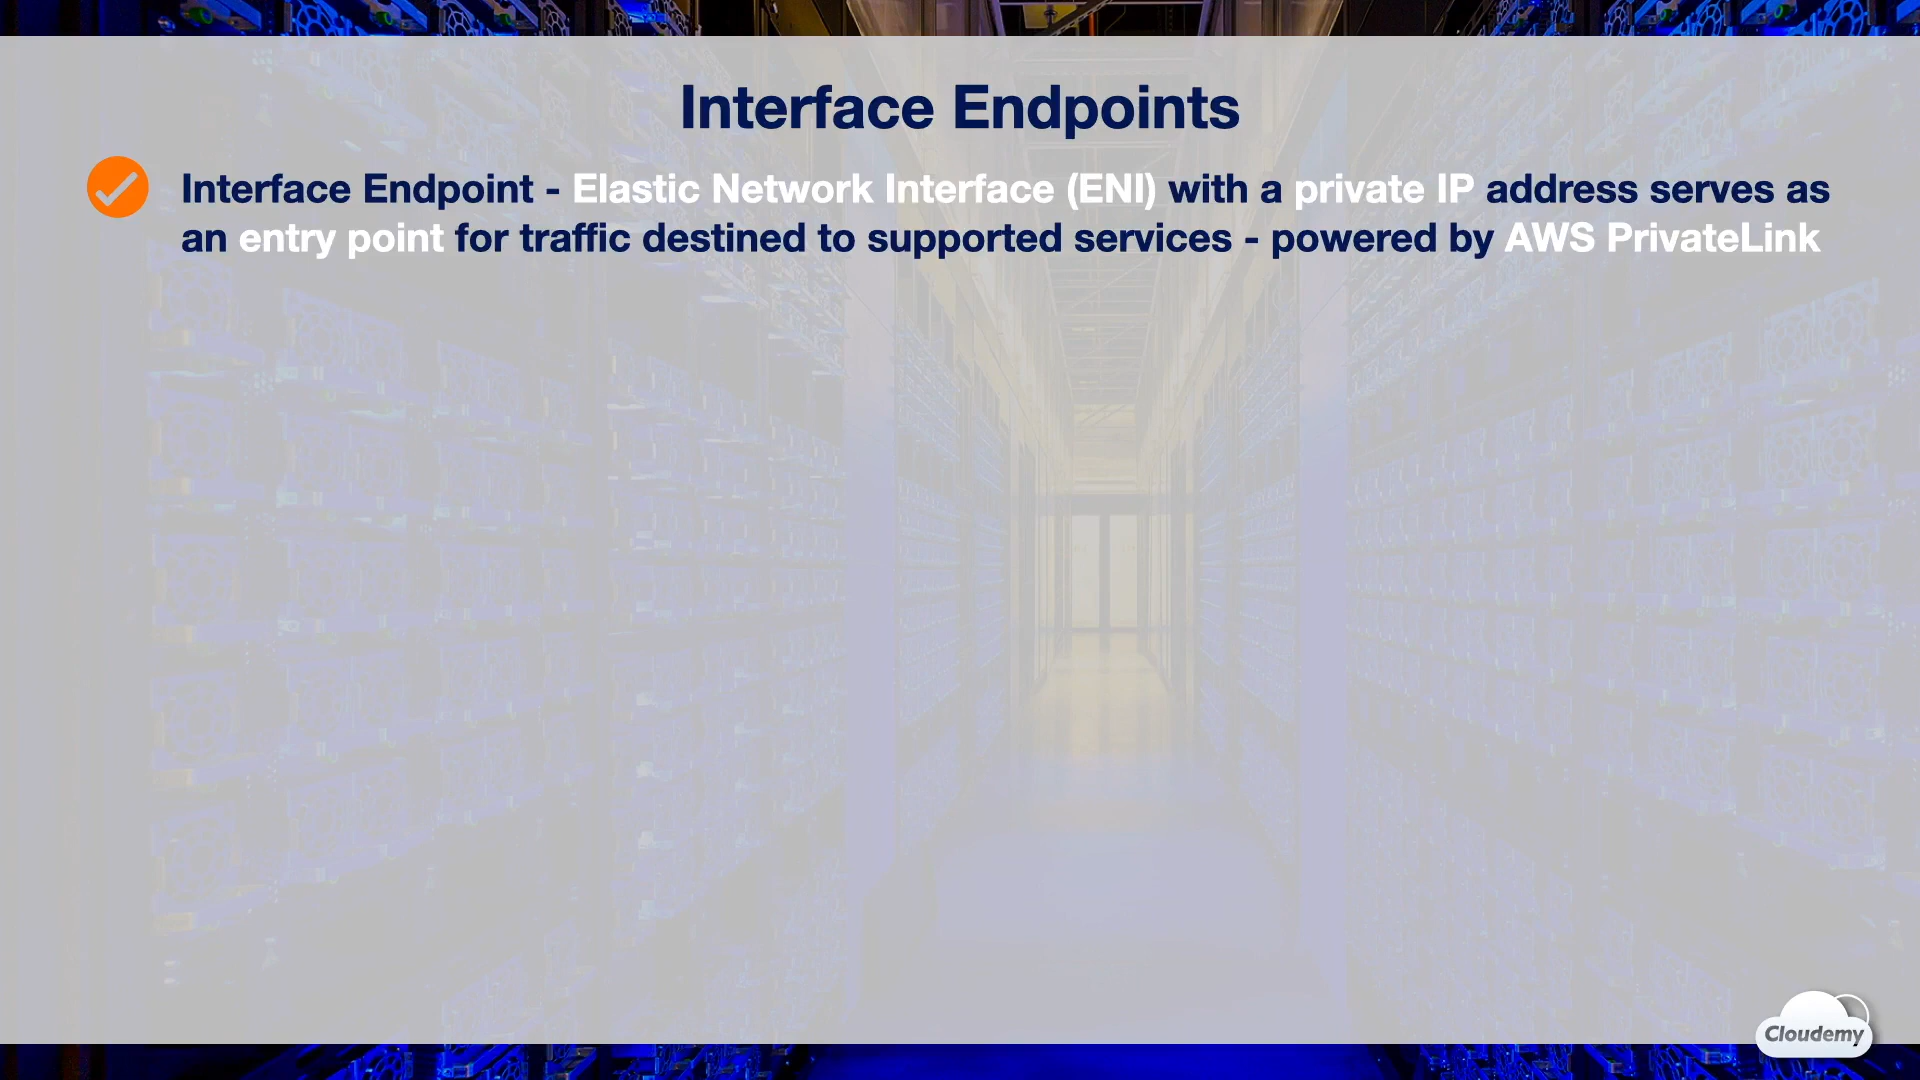 Interface Endpoints
Interface Endpoint - Elastic Network Interface (ENI) with a private IP address serves as
an entry point for traffic destined to supported services - powered by AWS PrivateLink
Cloudemy